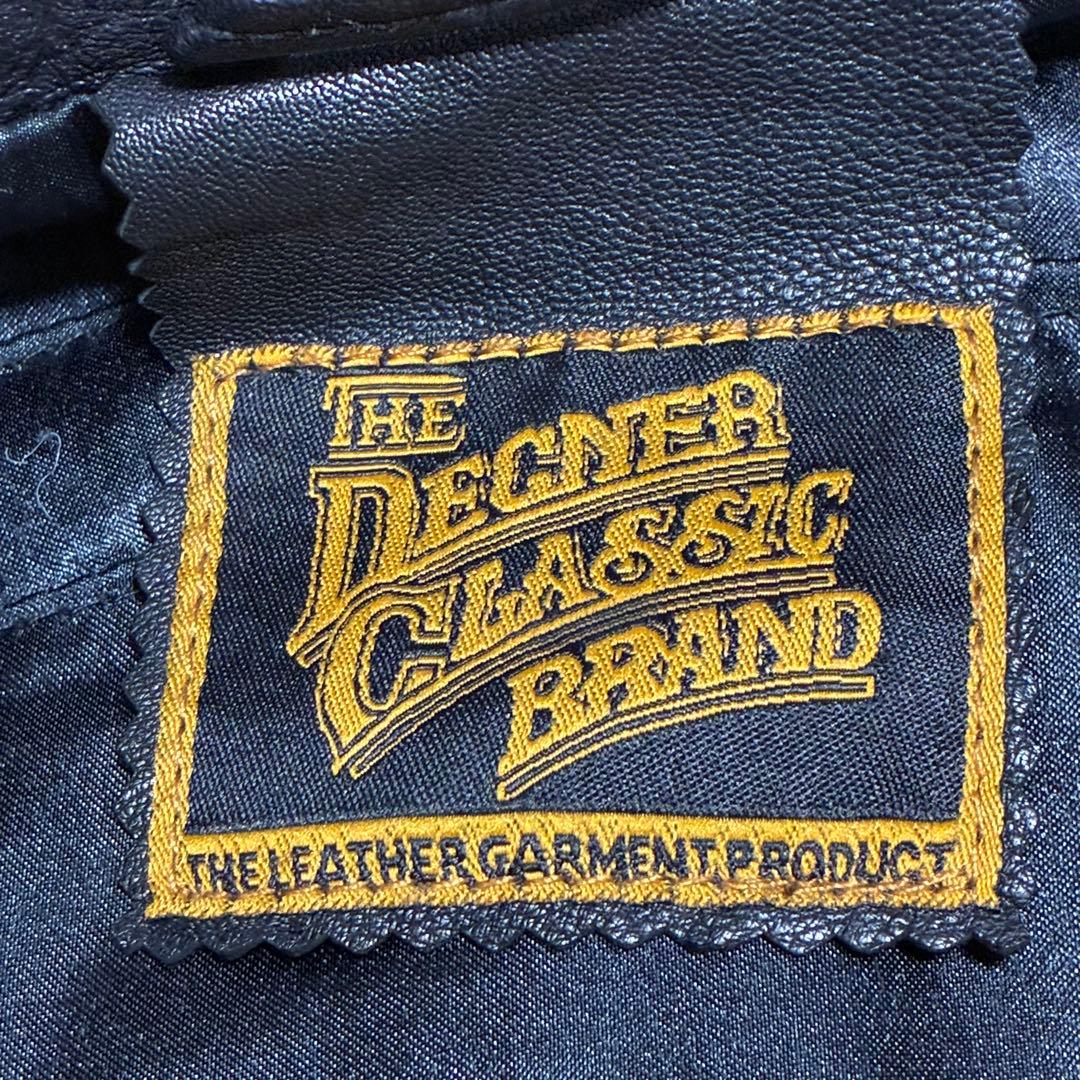 THE
DEGNER
CLASSIC
BRAND
THE LEATHER GARMENT PRODUCT